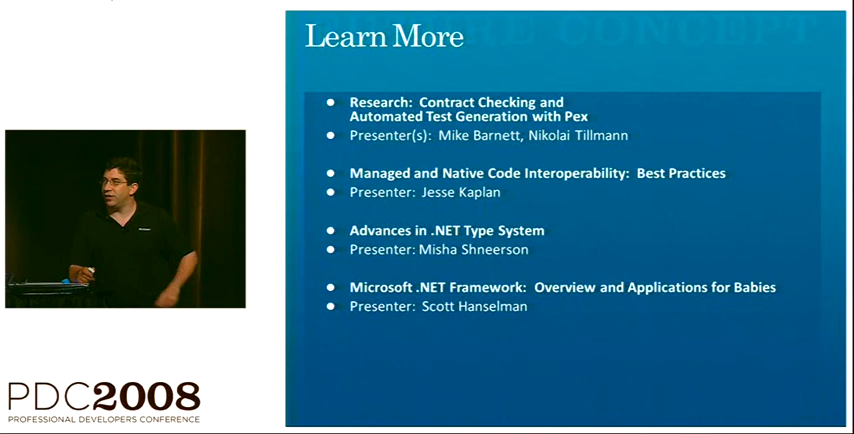 Learn More
Research: Contract Checking and
Automated Test Generation with Pex
Presenter(s): Mike Barnett, Nikolai Tillmann
Managed and Native Code Interoperability: Best Practices
Presenter: Jesse Kaplan
Advances in .NET Type System
Presenter: Misha Shneerson
Microsoft .NET Framework: Overview and Applications for Babies
Presenter: Scott Hanselman
PDC2008
PROFESSIONAL DEVELOPERS CONFERENCE